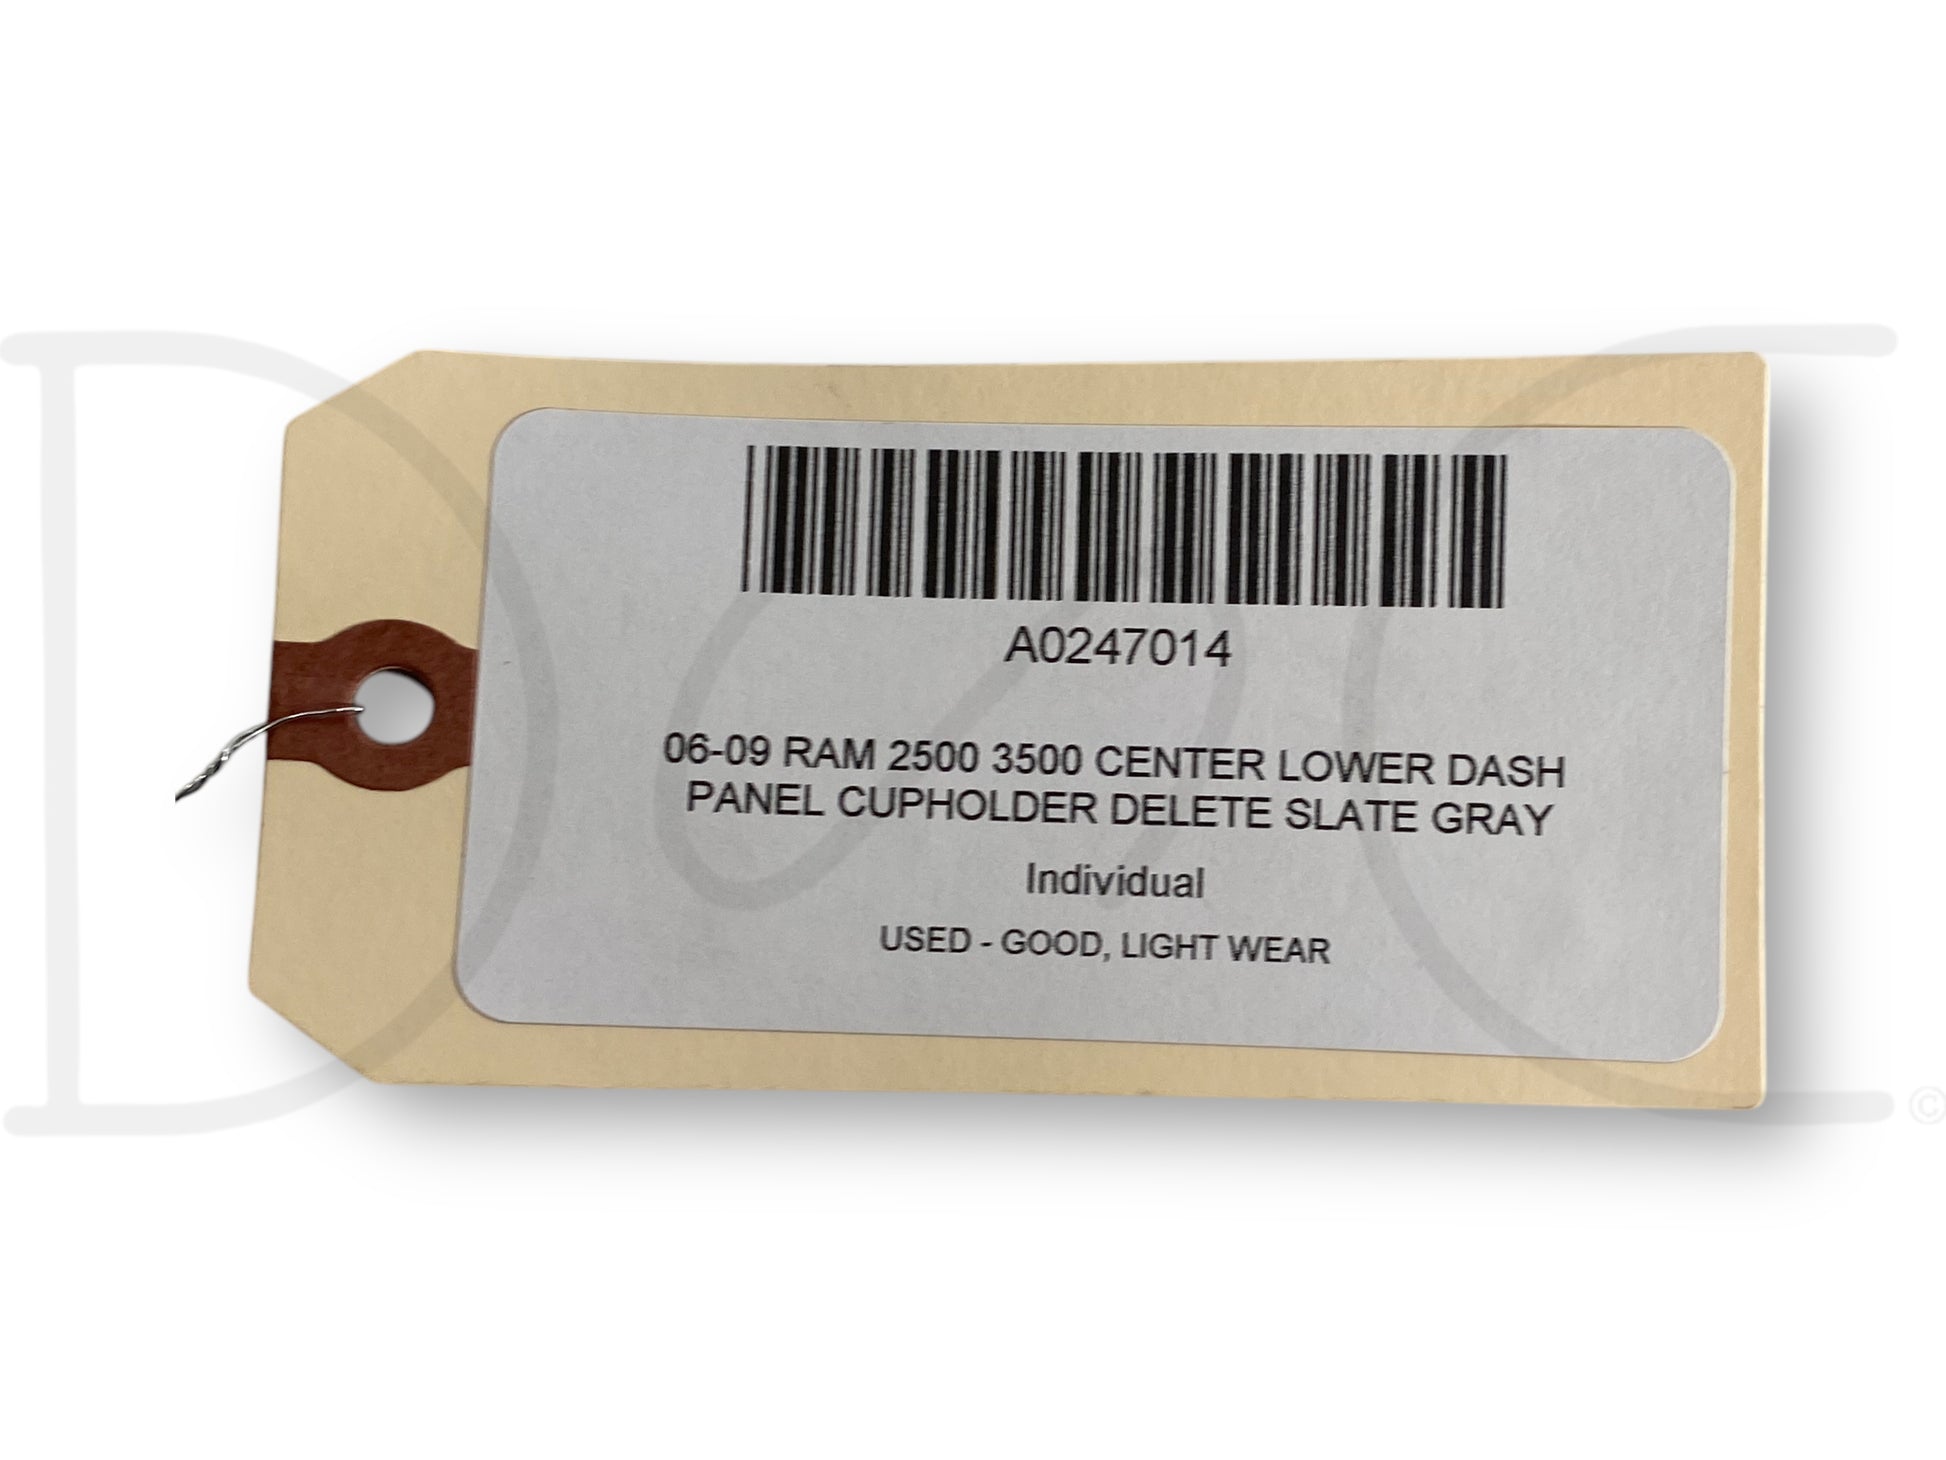 A0247014
06-09 RAM 2500 3500 CENTER LOWER DASH
PANEL CUPHOLDER DELETE SLATE GRAY
Individual
USED - GOOD, LIGHT WEAR
©